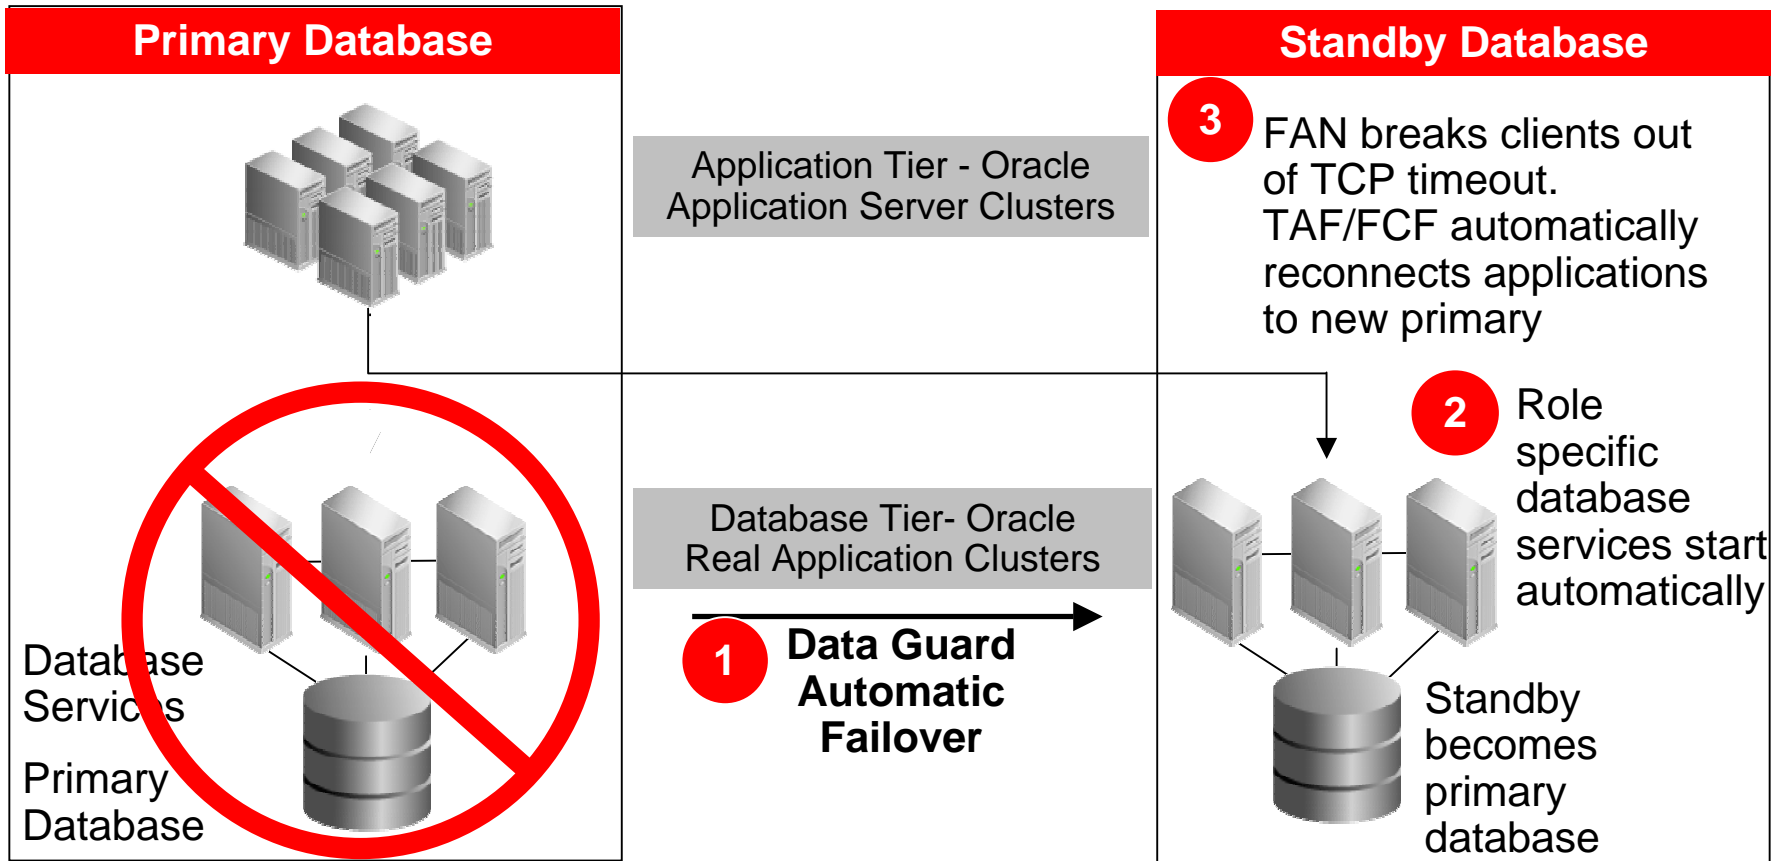 Primary Database
Standby Database
Application Tier - Oracle
Application Server Clusters
3
FAN breaks clients out
of TCP timeout.
TAF/FCF automatically
reconnects applications
to new primary
2
Role
specific
database
services start
automatically
Database Tier- Oracle
Real Application Clusters
1
Data Guard
Automatic
Failover
Database
Services
Primary
Database
Standby
becomes
primary
database